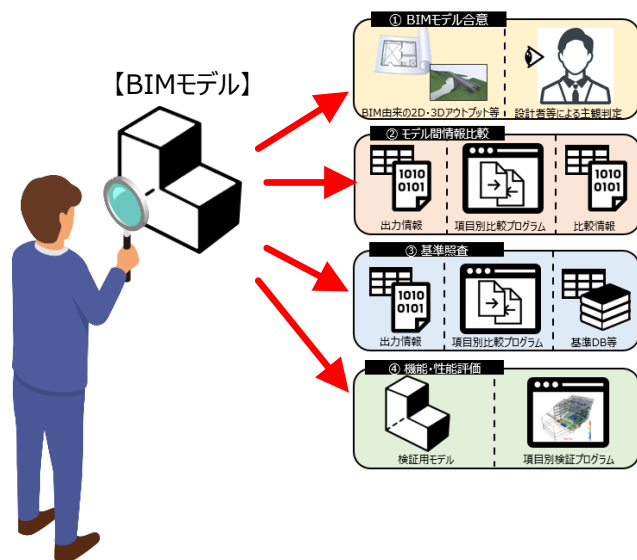 【BIMモデル】
① BIMモデル合意
BIM由来の2D・3Dアウトプット等
設計者等による主観判定
② モデル間情報比較
1010
0101
1010
0101
出力情報
項目別比較プログラム
比較情報
③ 基準照査
1010
0101
出力情報
項目別比較プログラム
基準DB等
④ 機能・性能評価
検証用モデル
項目別検証プログラム